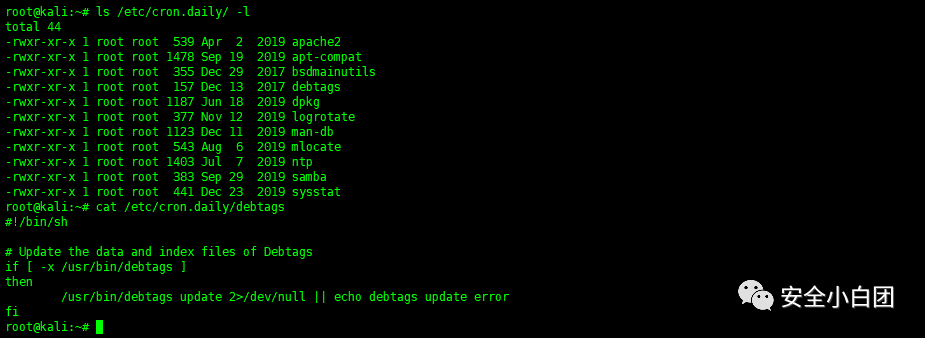 root@kali:~# ls /etc/cron.daily/ -l
total 44
-rwxr-xr-x 1 root root  539 Apr  2  2019 apache2
-rwxr-xr-x 1 root root 1478 Sep 19  2019 apt-compat
-rwxr-xr-x 1 root root  355 Dec 29  2017 bsdmainutils
-rwxr-xr-x 1 root root  157 Dec 13  2017 debtags
-rwxr-xr-x 1 root root 1187 Jun 18  2019 dpkg
-rwxr-xr-x 1 root root  377 Nov 12  2019 logrotate
-rwxr-xr-x 1 root root 1123 Dec 11  2019 man-db
-rwxr-xr-x 1 root root  543 Aug  6  2019 mlocate
-rwxr-xr-x 1 root root 1403 Jul  7  2019 ntp
-rwxr-xr-x 1 root root  383 Sep 29  2019 samba
-rwxr-xr-x 1 root root  441 Dec 23  2019 sysstat
root@kali:~# cat /etc/cron.daily/debtags
#!/bin/sh

# Update the data and index files of Debtags
if [ -x /usr/bin/debtags ]
then
        /usr/bin/debtags update 2>/dev/null || echo debtags update error
fi
root@kali:~#
安全小白团